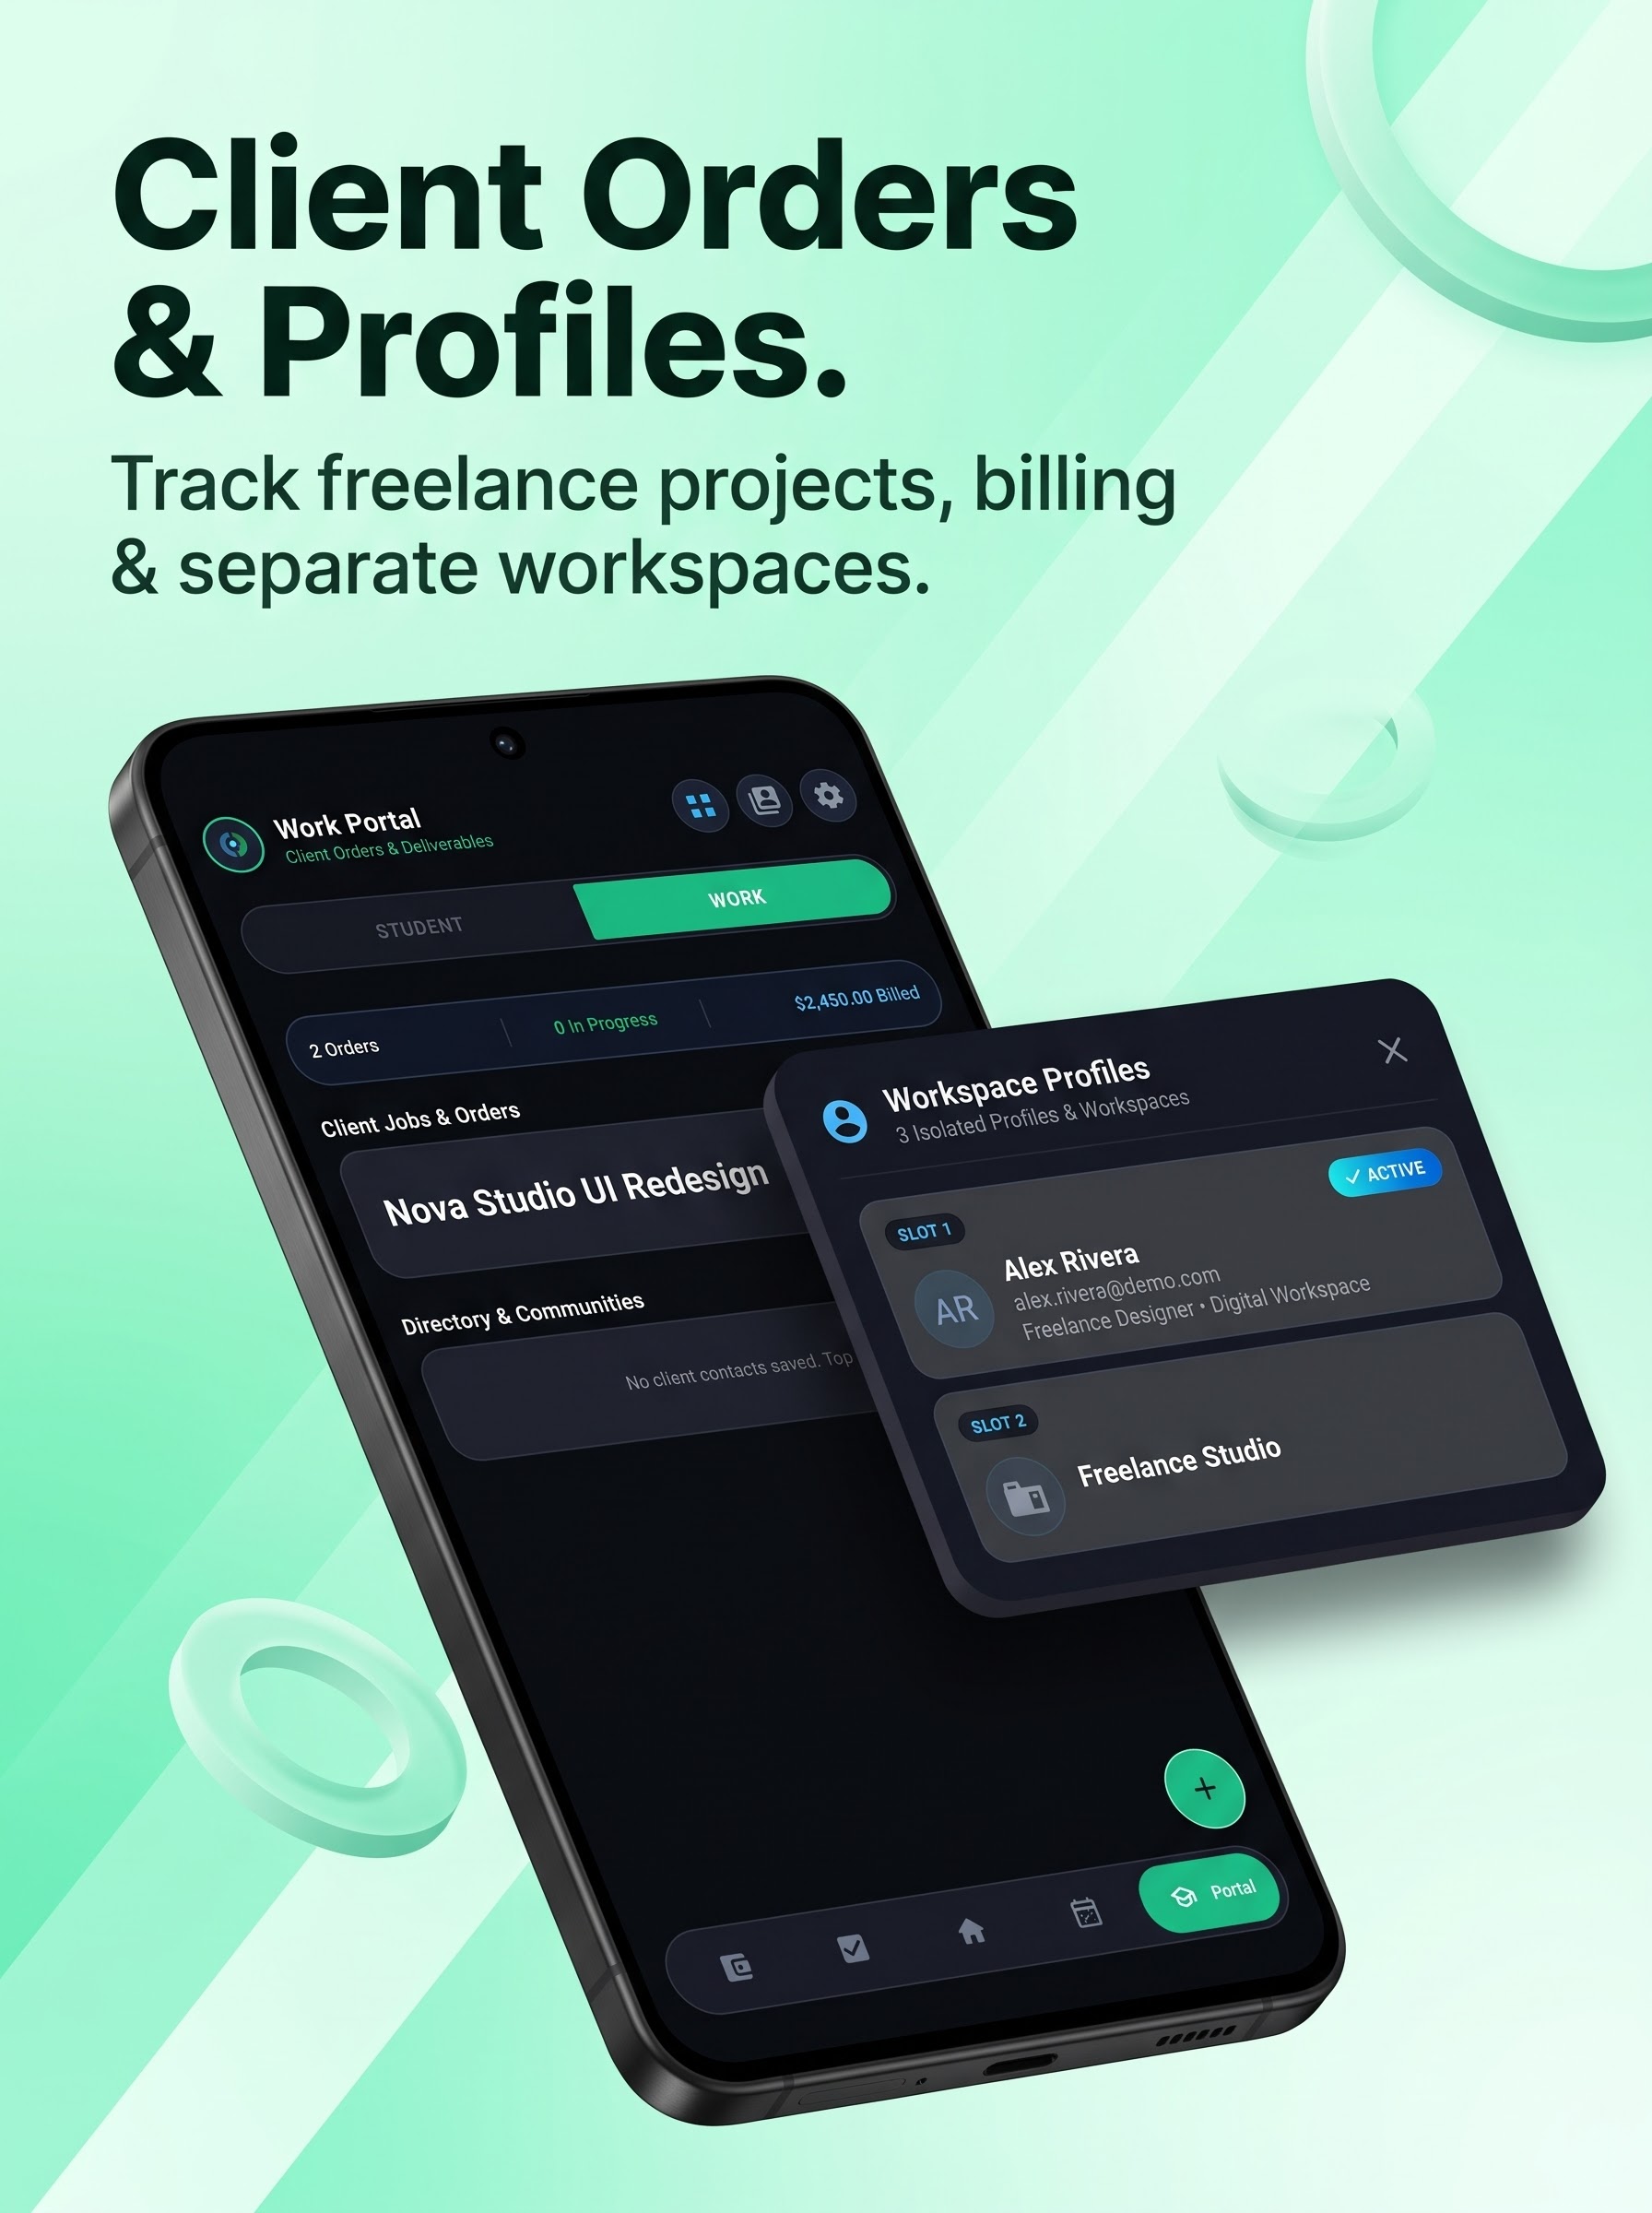 Client Orders
& Profiles.
Track freelance projects, billing
& separate workspaces.
Work Portal
Client Orders & Deliverables
STUDENT
WORK
2 Orders
0 In Progress
$2,450.00 Billed
Client Jobs & Orders
Nova Studio UI Redesign
Directory & Communities
No client contacts saved. Top
Workspace Profiles
3 Isolated Profiles & Workspaces
ACTIVE
SLOT 1
AR
Alex Rivera
alex.rivera@demo.com
Freelance Designer • Digital Workspace
SLOT 2
Freelance Studio
Portal